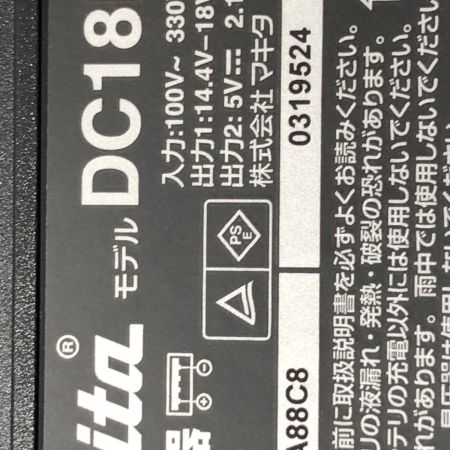 ita® モデル DC18
器
入力:100V~ 330
出力1:14.4V⎓18V
出力2: 5V⎓ 2.1
株式会社 マキタ
PS
E
A88C8 0319524
前に取扱説明書を必ずよくお読みください。
リの液漏れ・発熱・破裂の恐れがあります。
テリの充電以外には使用しないでください。
れがあります。雨中では使用しないでくださ